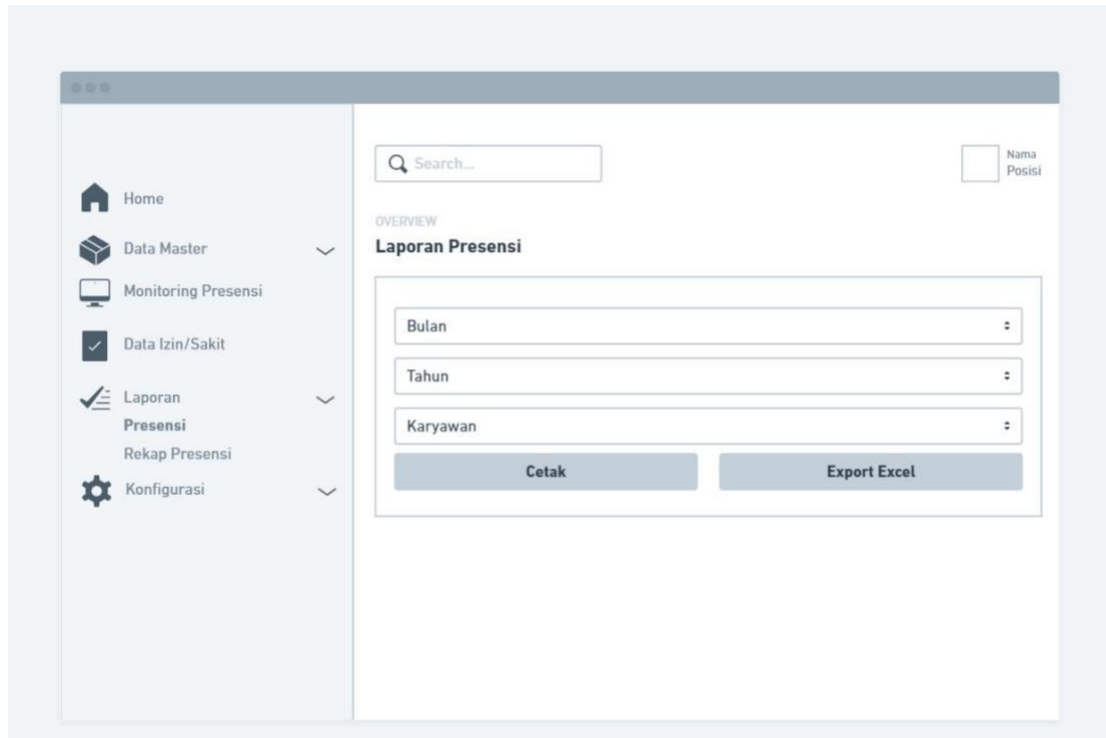 Home
Data Master
Monitoring Presensi
Data Izin/Sakit
Laporan
Presensi
Rekap Presensi
Konfigurasi
Search...
Nama
Posisi
OVERVIEW
Laporan Presensi
Bulan
Tahun
Karyawan
Cetak
Export Excel